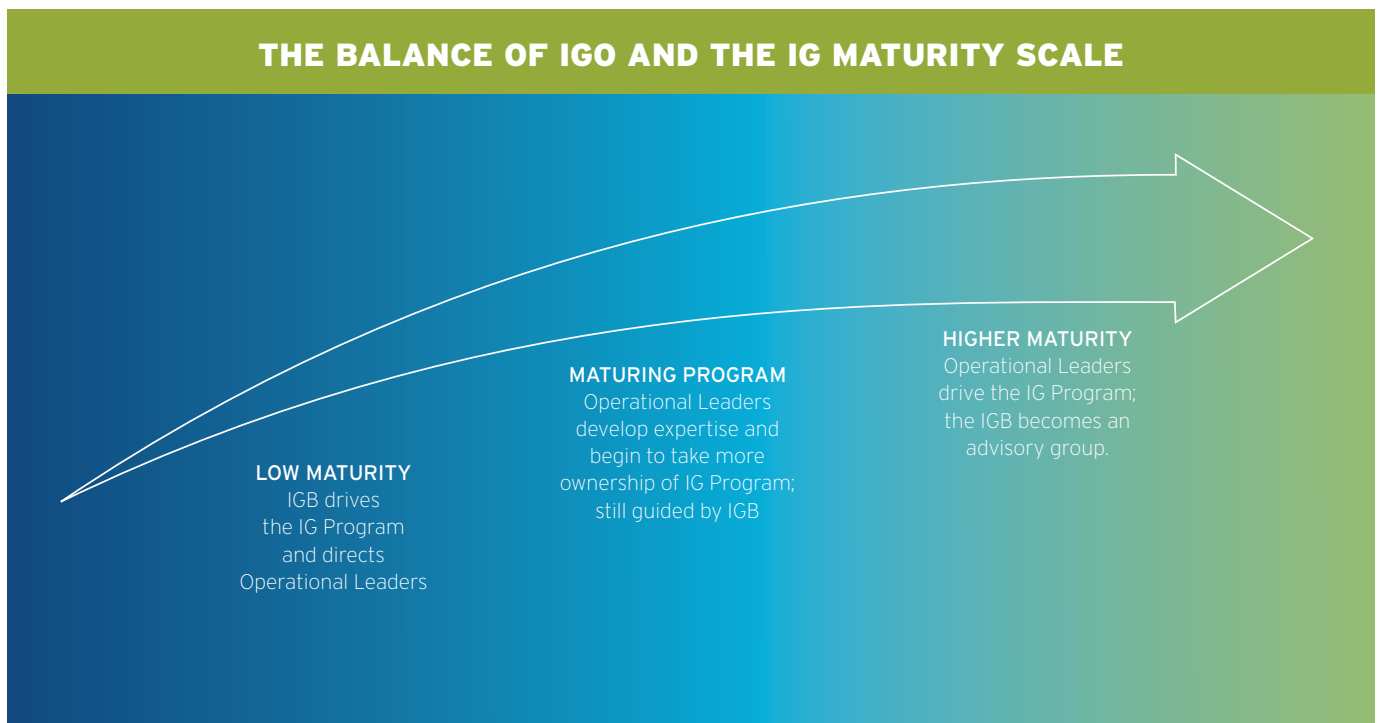 THE BALANCE OF IGO AND THE IG MATURITY SCALE
LOW MATURITY
IGB drives
the IG Program
and directs
Operational Leaders
MATURING PROGRAM
Operational Leaders
develop expertise and
begin to take more
ownership of IG Program;
still guided by IGB
HIGHER MATURITY
Operational Leaders
drive the IG Program;
the IGB becomes an
advisory group.